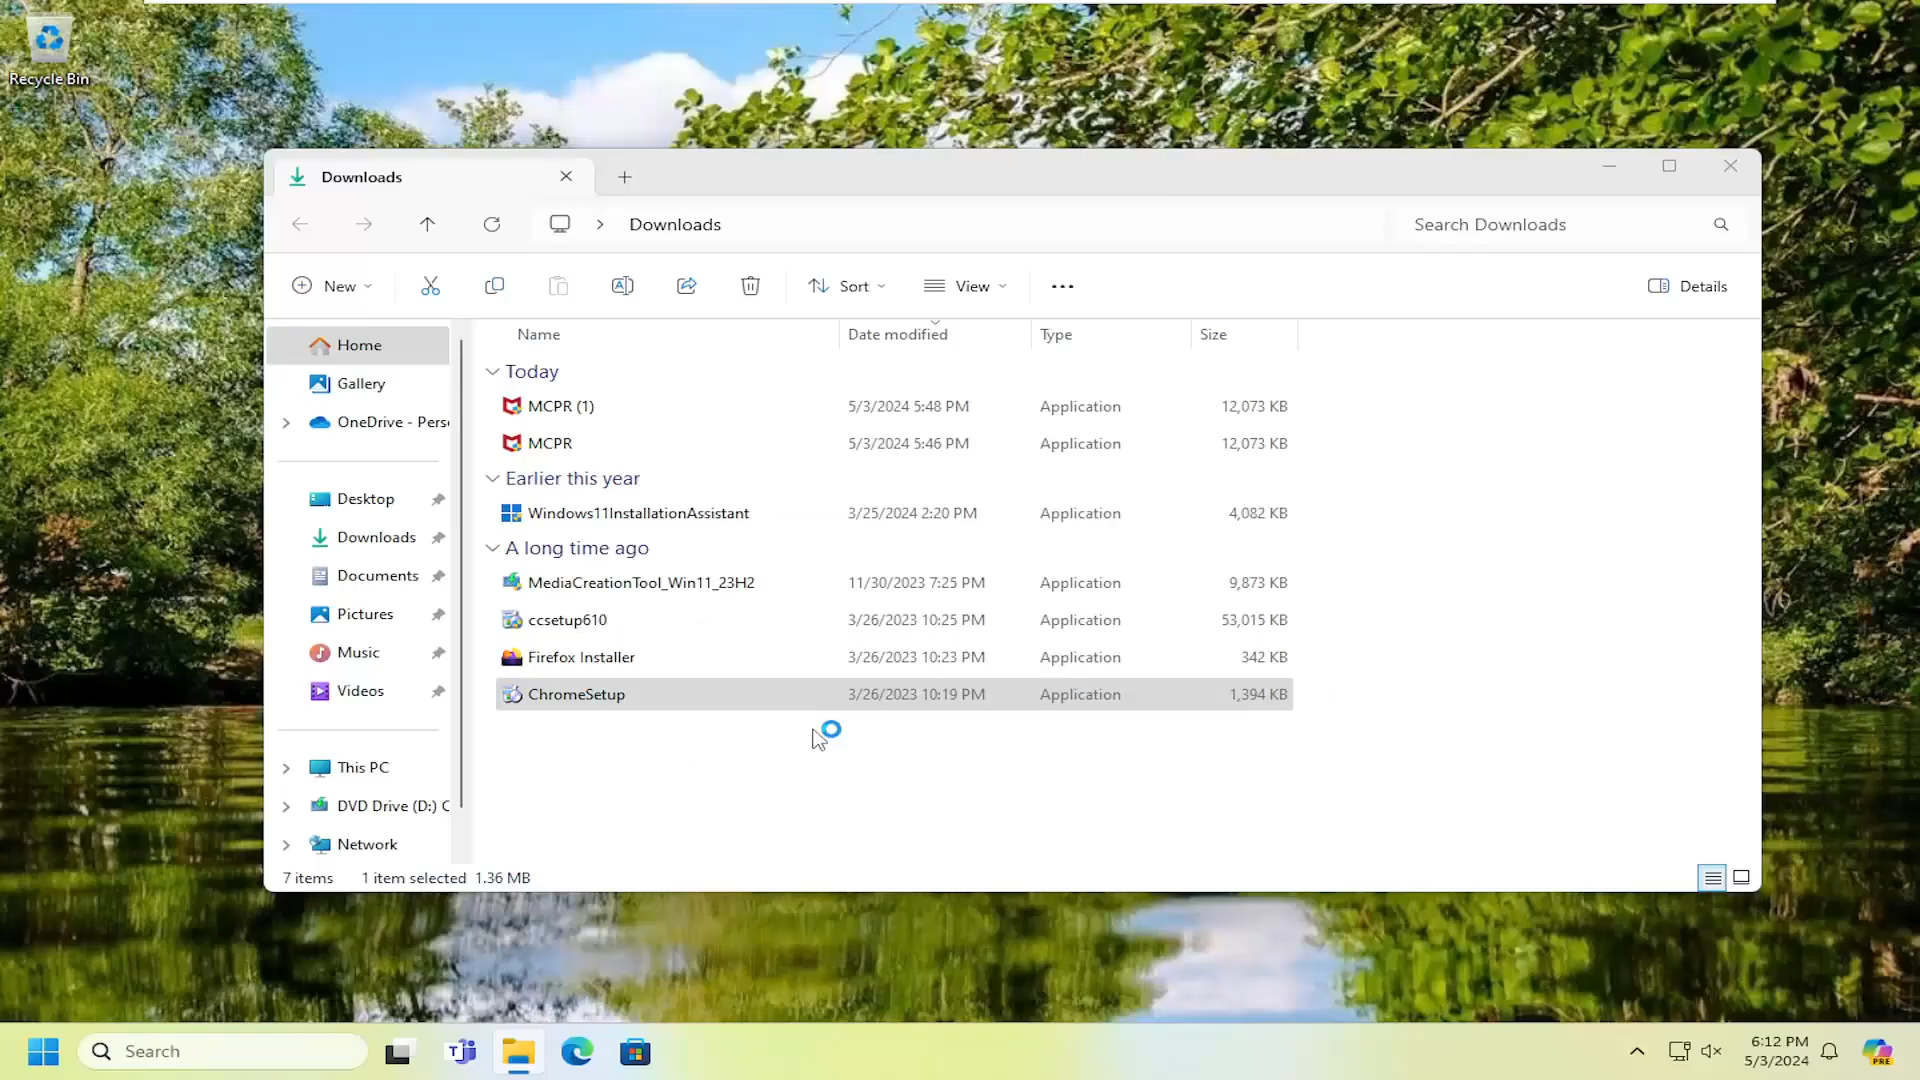 Recycle Bin
Downloads
Downloads
Search Downloads
New
Sort
View
Details
Name
Date modified
Type
Size
Home
Gallery
OneDrive - Pers
Desktop
Downloads
Documents
Pictures
Music
Videos
This PC
DVD Drive (D:) C
Network
Today
MCPR (1) 5/3/2024 5:48 PM Application 12,073 KB
MCPR 5/3/2024 5:46 PM Application 12,073 KB
Earlier this year
Windows11InstallationAssistant 3/25/2024 2:20 PM Application 4,082 KB
A long time ago
MediaCreationTool_Win11_23H2 11/30/2023 7:25 PM Application 9,873 KB
ccsetup610 3/26/2023 10:25 PM Application 53,015 KB
Firefox Installer 3/26/2023 10:23 PM Application 342 KB
ChromeSetup 3/26/2023 10:19 PM Application 1,394 KB
7 items 1 item selected 1.36 MB
Search
6:12 PM
5/3/2024
PRE